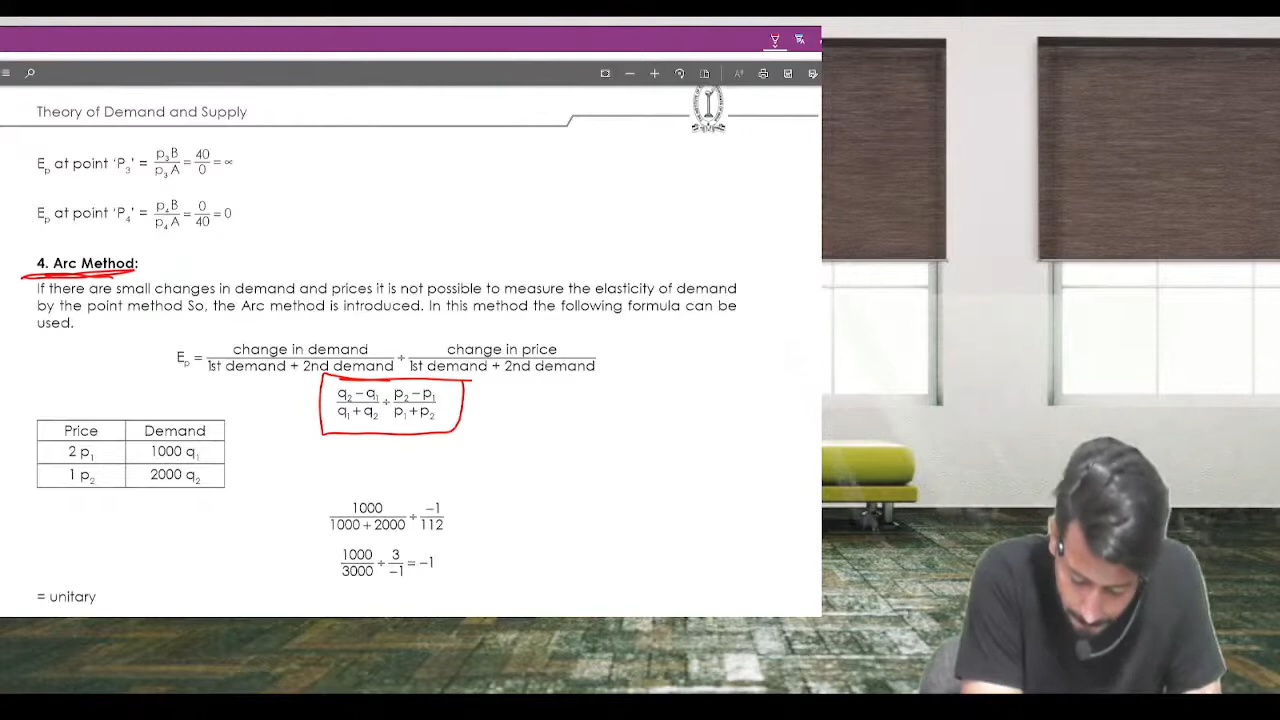 Theory of Demand and Supply
Ep at point ‘P3’ = p3B/p3A = 40/0 = ∞
Ep at point ‘P4’ = p4B/p4A = 0/40 = 0
4. Arc Method:
If there are small changes in demand and prices it is not possible to measure the elasticity of demand
by the point method So, the Arc method is introduced. In this method the following formula can be
used.
Ep = change in demand/1st demand + 2nd demand ÷ change in price/1st demand + 2nd demand
q2 – q1/q1 + q2 ÷ p2 – p1/p1 + p2
Price Demand
2 p1 1000 q1
1 p2 2000 q2
1000/1000 + 2000 ÷ –1/112
1000/3000 ÷ 3/–1 = –1
= unitary